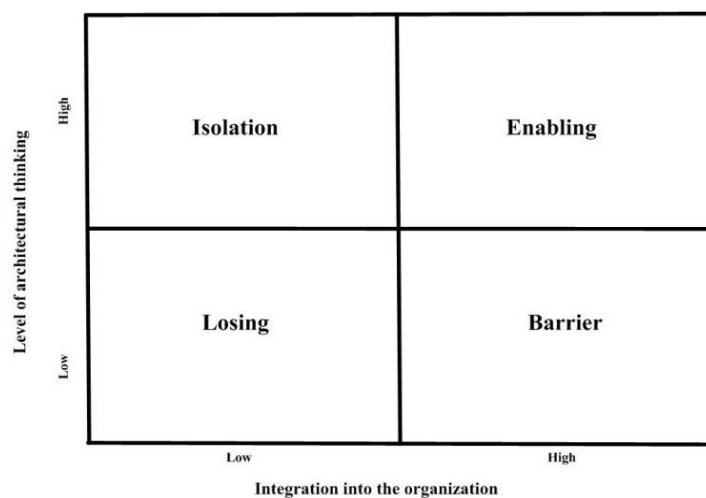 Level of architectural thinking
High
Low
Isolation
Enabling
Losing
Barrier
Low
High
Integration into the organization